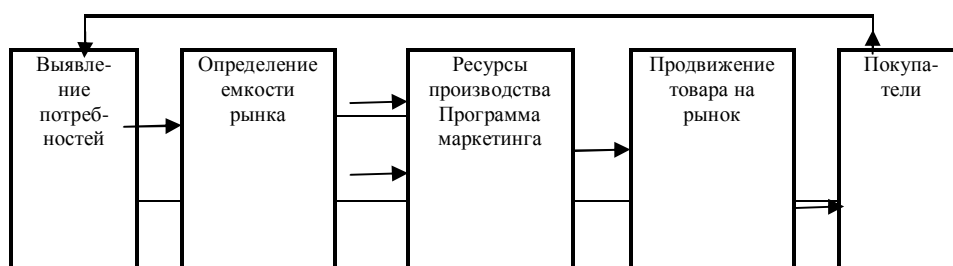 Выявле-
ние
потреб-
ностей
Определение
емкости
рынка
Ресурсы
производства
Программа
маркетинга
Продвижение
товара на
рынок
Покупа-
тели